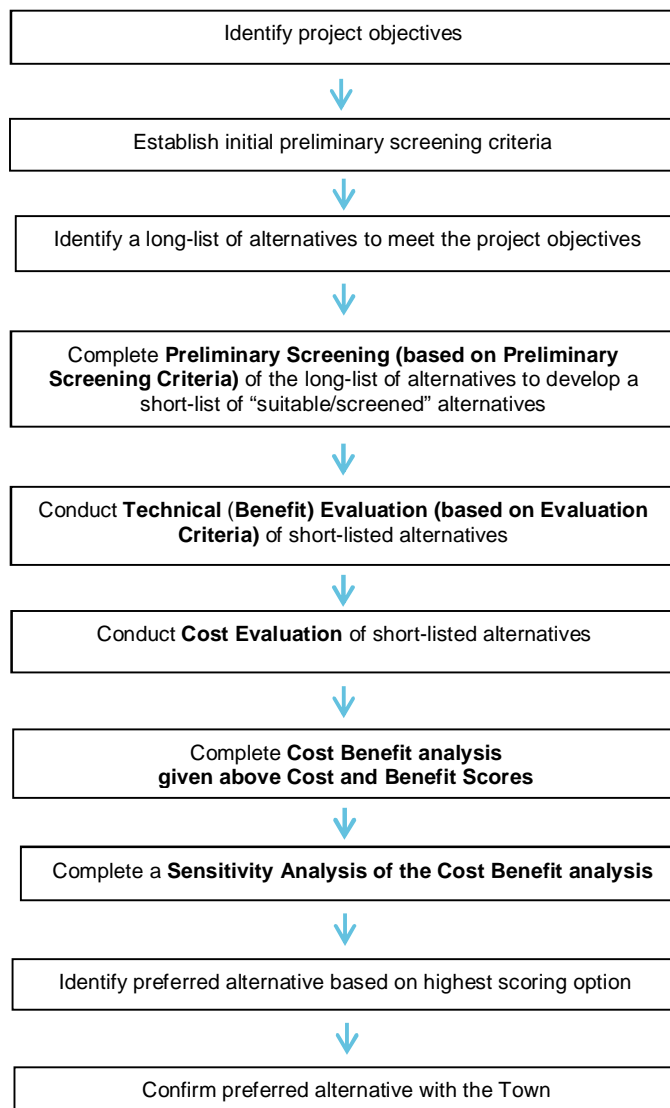 Identify project objectives
Establish initial preliminary screening criteria
Identify a long-list of alternatives to meet the project objectives
Complete Preliminary Screening (based on Preliminary
Screening Criteria) of the long-list of alternatives to develop a
short-list of “suitable/screened” alternatives
Conduct Technical (Benefit) Evaluation (based on Evaluation
Criteria) of short-listed alternatives
Conduct Cost Evaluation of short-listed alternatives
Complete Cost Benefit analysis
given above Cost and Benefit Scores
Complete a Sensitivity Analysis of the Cost Benefit analysis
Identify preferred alternative based on highest scoring option
Confirm preferred alternative with the Town